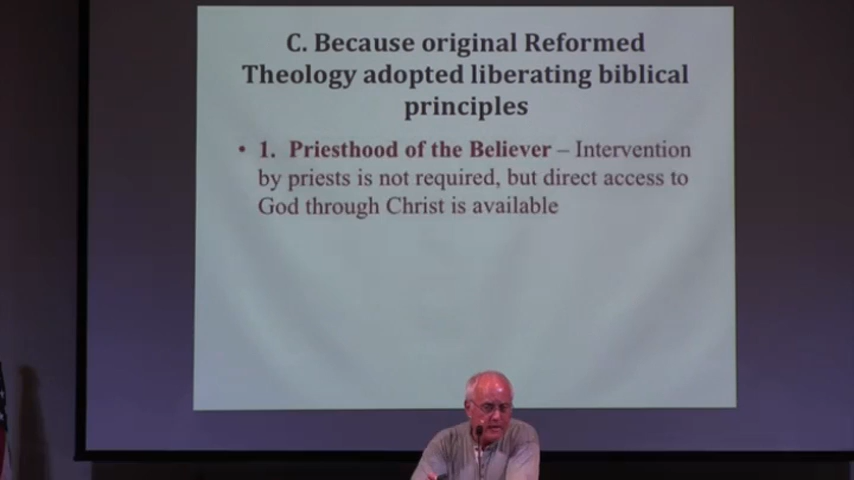 C. Because original Reformed
Theology adopted liberating biblical
principles
• 1. Priesthood of the Believer – Intervention
by priests is not required, but direct access to
God through Christ is available